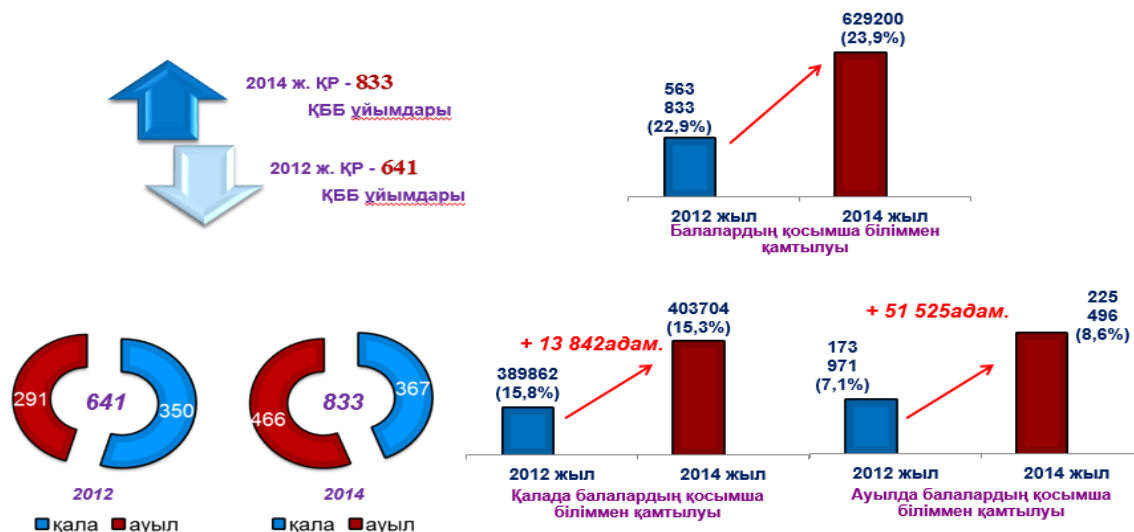 2014 ж. ҚР - 833
ҚББ ұйымдары
2012 ж. ҚР - 641
ҚББ ұйымдары
563
833
(22,9%)
629200
(23,9%)
2012 жыл
2014 жыл
Балалардың қосымша біліммен
қамтылуы
291
641
350
2012
қала
ауыл
466
833
367
2014
қала
ауыл
389862
(15,8%)
+ 13 842адам.
403704
(15,3%)
2012 жыл
2014 жыл
Қалада балалардың қосымша
біліммен қамтылуы
173
971
(7,1%)
+ 51 525адам.
225
496
(8,6%)
2012 жыл
2014 жыл
Ауылда балалардың қосымша
біліммен қамтылуы